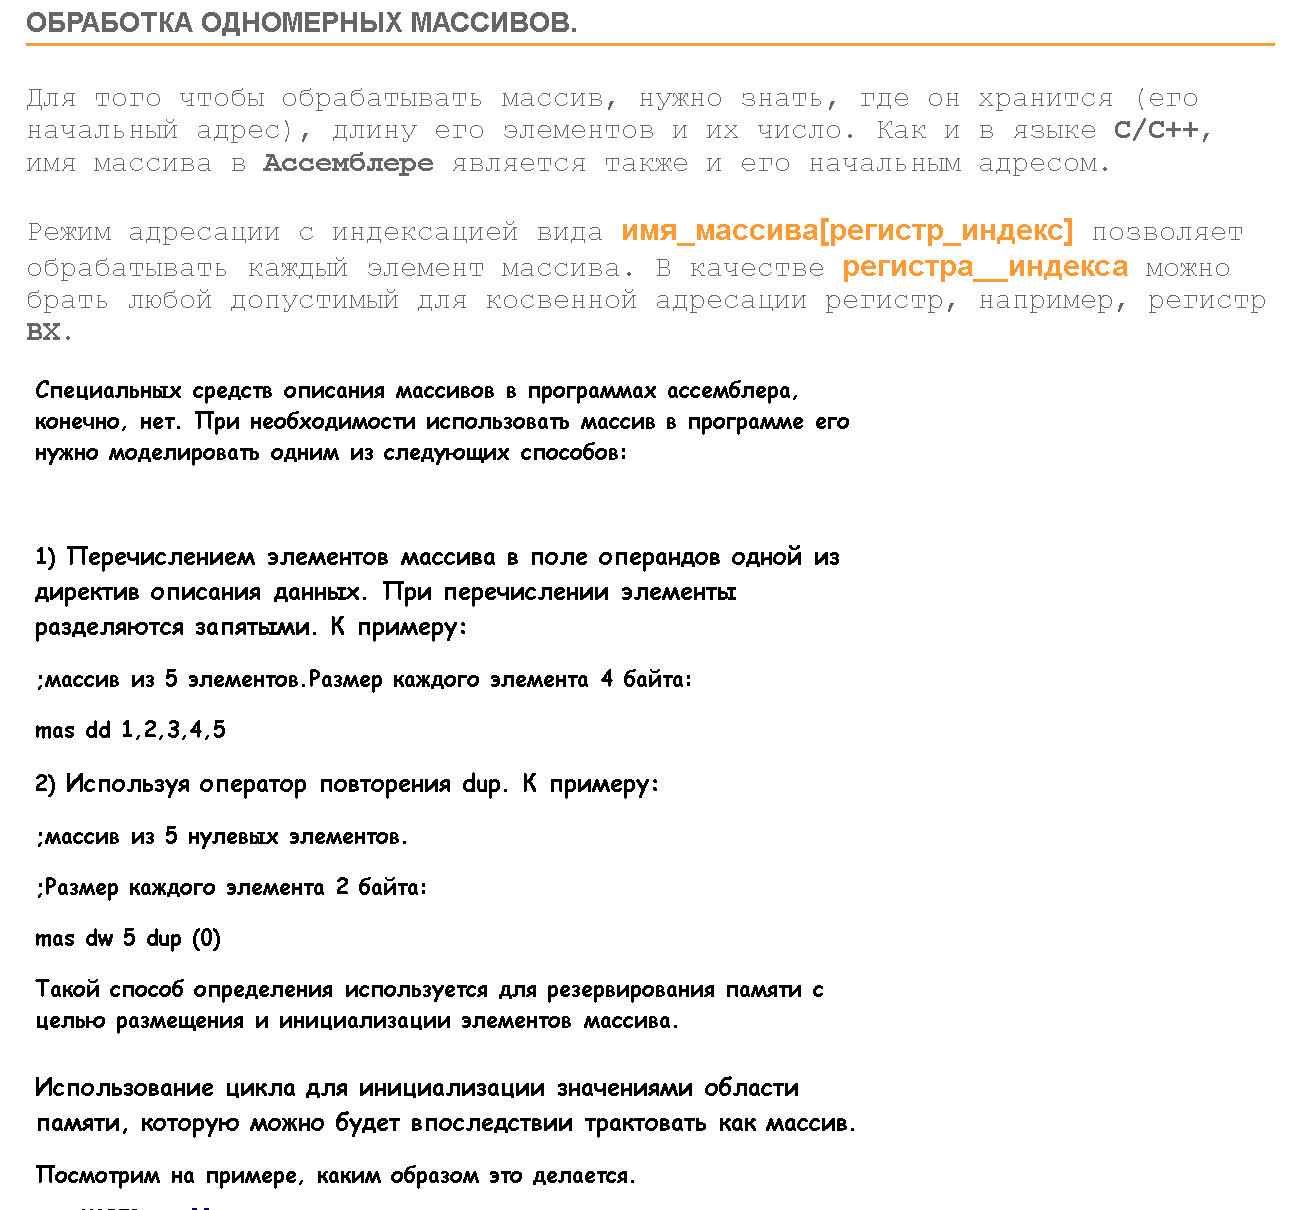 ОБРАБОТКА ОДНОМЕРНЫХ МАССИВОВ.
Для того чтобы обрабатывать массив, нужно знать, где он хранится (его
начальный адрес), длину его элементов и их число. Как и в языке C/C++,
имя массива в Ассемблере является также и его начальным адресом.
Режим адресации с индексацией вида имя_массива[регистр_индекс] позволяет
обрабатывать каждый элемент массива. В качестве регистра__индекса можно
брать любой допустимый для косвенной адресации регистр, например, регистр
BX.
Специальных средств описания массивов в программах ассемблера,
конечно, нет. При необходимости использовать массив в программе его
нужно моделировать одним из следующих способов:
1) Перечислением элементов массива в поле операндов одной из
директив описания данных. При перечислении элементы
разделяются запятыми. К примеру:
;массив из 5 элементов.Размер каждого элемента 4 байта:
mas dd 1,2,3,4,5
2) Используя оператор повторения dup. К примеру:
;массив из 5 нулевых элементов.
;Размер каждого элемента 2 байта:
mas dw 5 dup (0)
Такой способ определения используется для резервирования памяти с
целью размещения и инициализации элементов массива.
Использование цикла для инициализации значениями области
памяти, которую можно будет впоследствии трактовать как массив.
Посмотрим на примере, каким образом это делается.